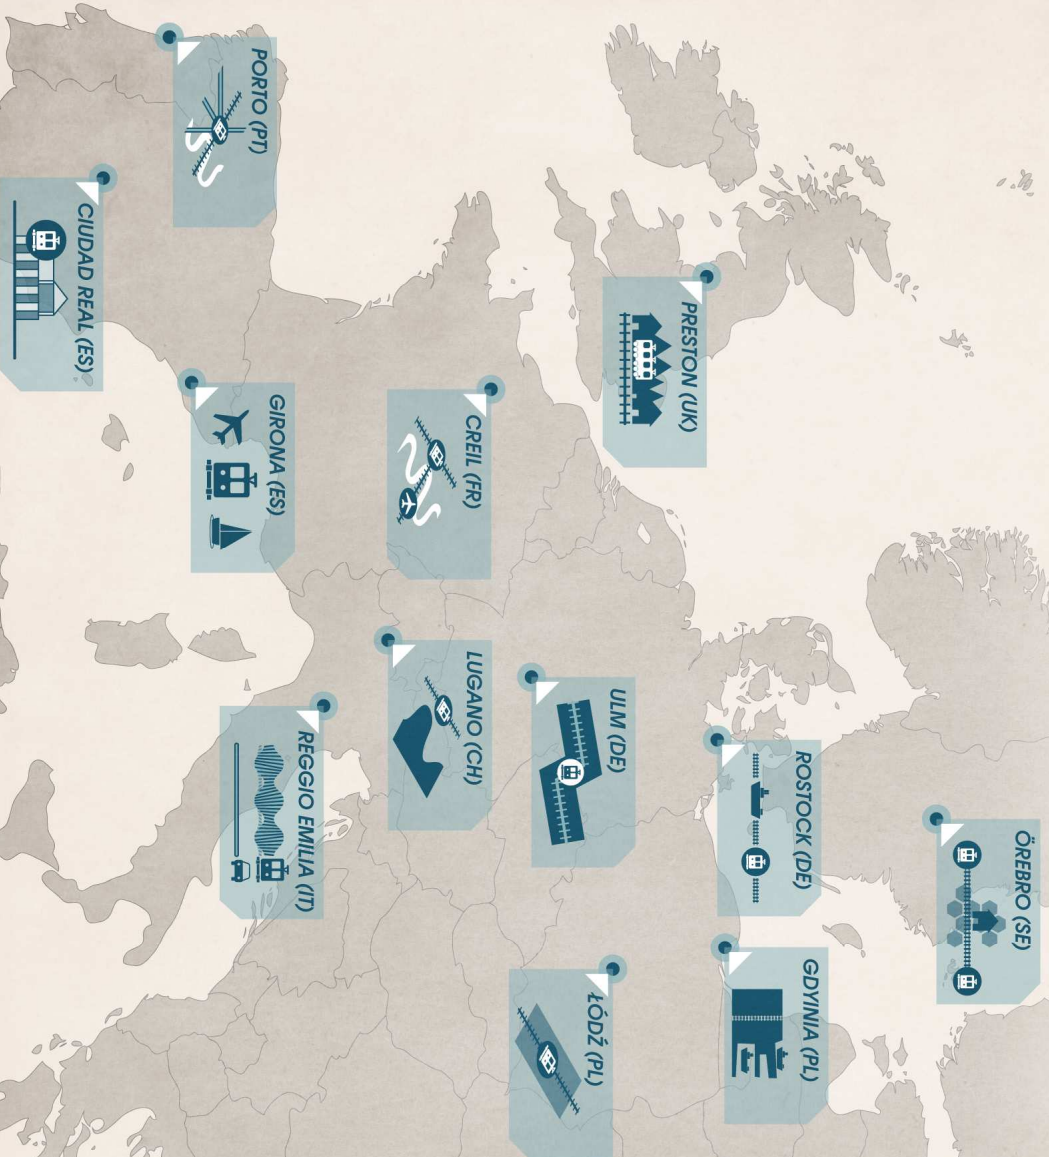 ÖREBRO (SE)
PRESTON (UK)
ROSTOCK (DE)
GDYINIA (PL)
ULM (DE)
ŁÓDŹ (PL)
CREIL (FR)
LUGANO (CH)
REGGIO EMILIA (IT)
PORTO (PT)
GIRONA (ES)
CIUDAD REAL (ES)